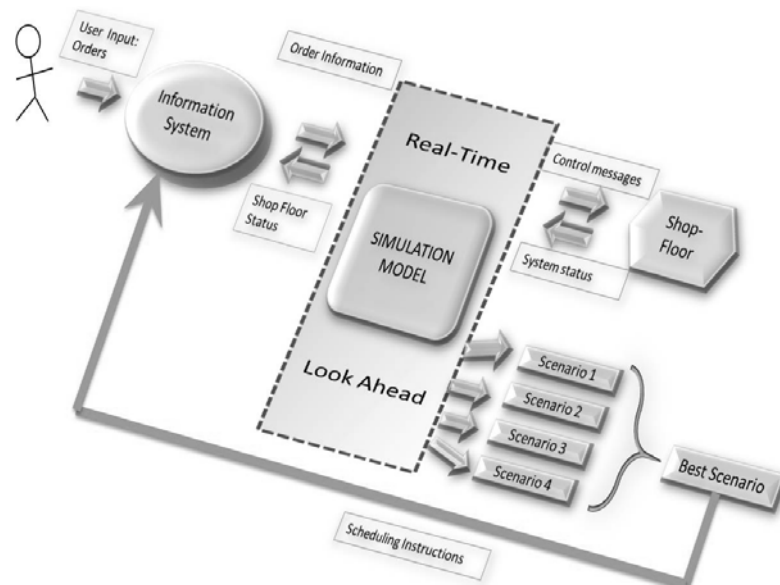 User Input:
Orders
Information
System
Order Information
Shop Floor
Status
Real-Time
SIMULATION
MODEL
Look Ahead
Control messages
System status
Shop-
Floor
Scenario 1
Scenario 2
Scenario 3
Scenario 4
Best Scenario
Scheduling Instructions